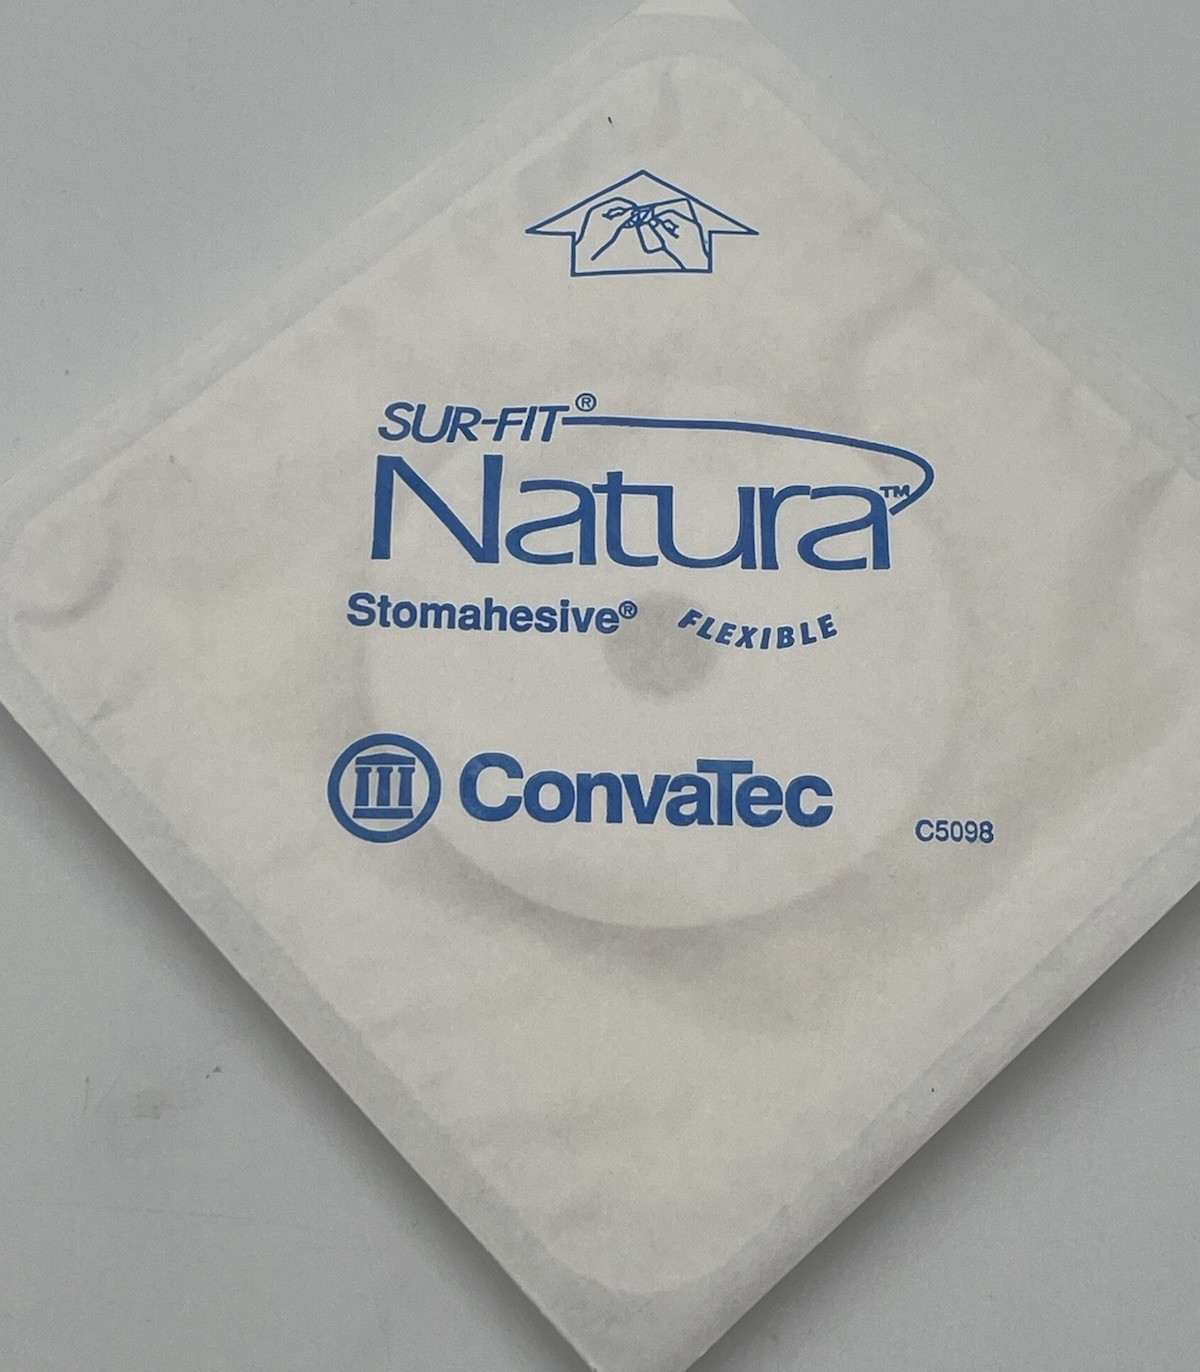 SUR-FIT®
Natura™
Stomahesive® FLEXIBLE
ConvaTec
C5098